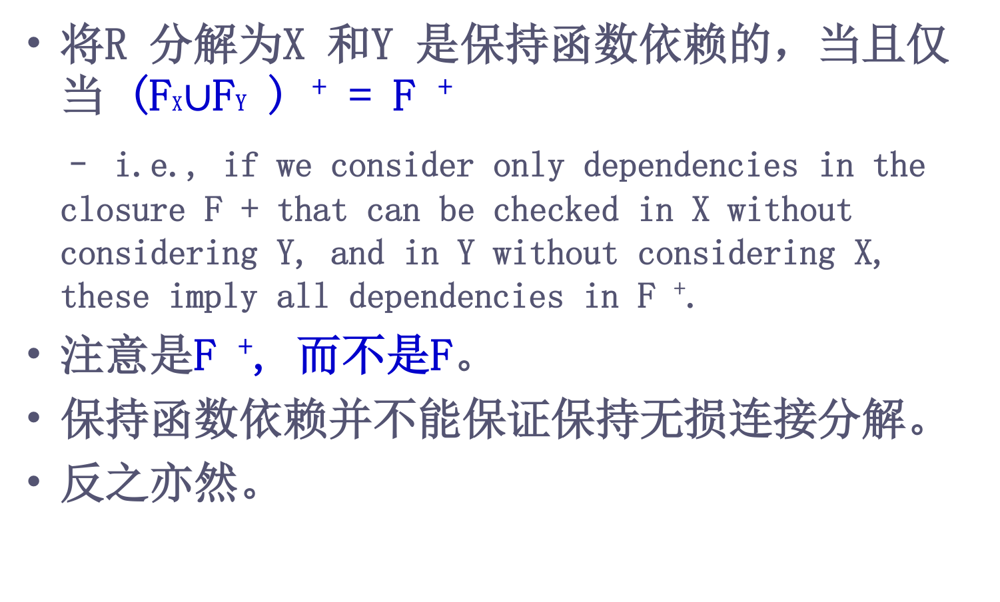 • 将R 分解为X 和Y 是保持函数依赖的，当且仅
当 (FX∪FY ) + = F +
– i.e., if we consider only dependencies in the
closure F + that can be checked in X without
considering Y, and in Y without considering X,
these imply all dependencies in F +.
• 注意是F +, 而不是F。
• 保持函数依赖并不能保证保持无损连接分解。
• 反之亦然。